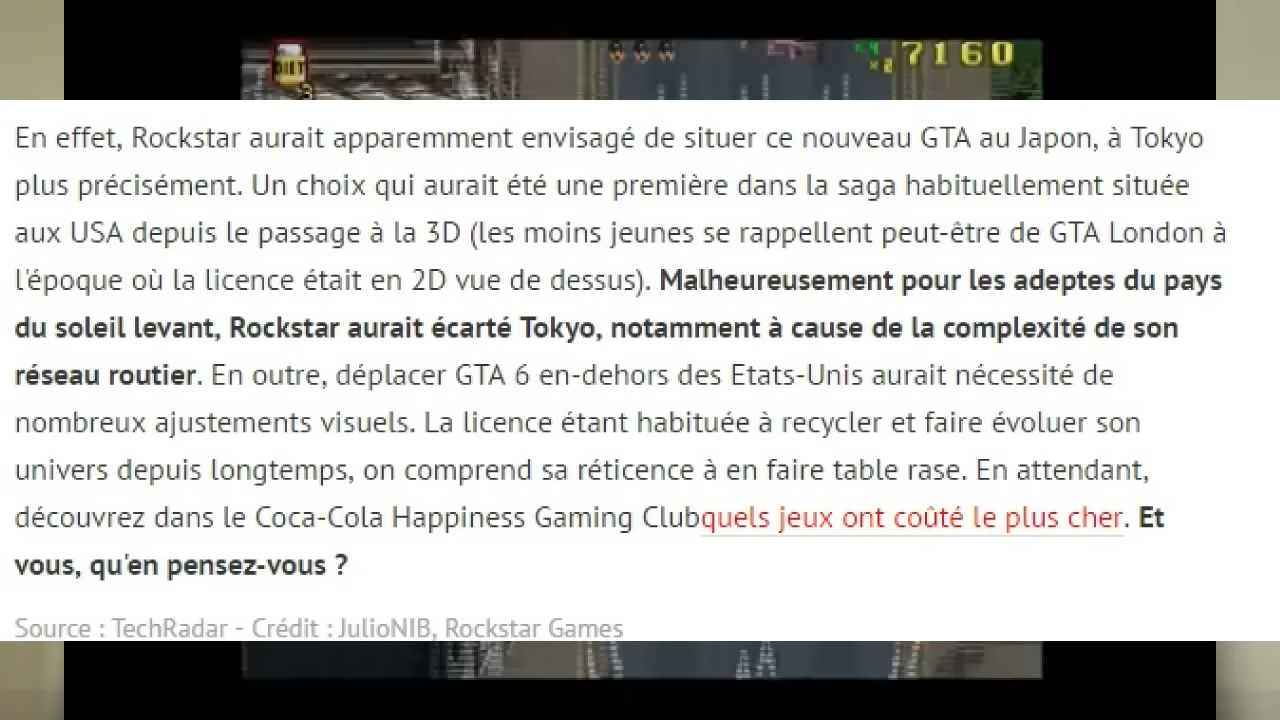 7160
x2
En effet, Rockstar aurait apparemment envisagé de situer ce nouveau GTA au Japon, à Tokyo
plus précisément. Un choix qui aurait été une première dans la saga habituellement située
aux USA depuis le passage à la 3D (les moins jeunes se rappellent peut-être de GTA London à
l'époque où la licence était en 2D vue de dessus). Malheureusement pour les adeptes du pays
du soleil levant, Rockstar aurait écarté Tokyo, notamment à cause de la complexité de son
réseau routier. En outre, déplacer GTA 6 en-dehors des Etats-Unis aurait nécessité de
nombreux ajustements visuels. La licence étant habituée à recycler et faire évoluer son
univers depuis longtemps, on comprend sa réticence à en faire table rase. En attendant,
découvrez dans le Coca-Cola Happiness Gaming Clubquels jeux ont coûté le plus cher. Et
vous, qu'en pensez-vous ?
Source : TechRadar - Crédit : JulioNIB, Rockstar Games